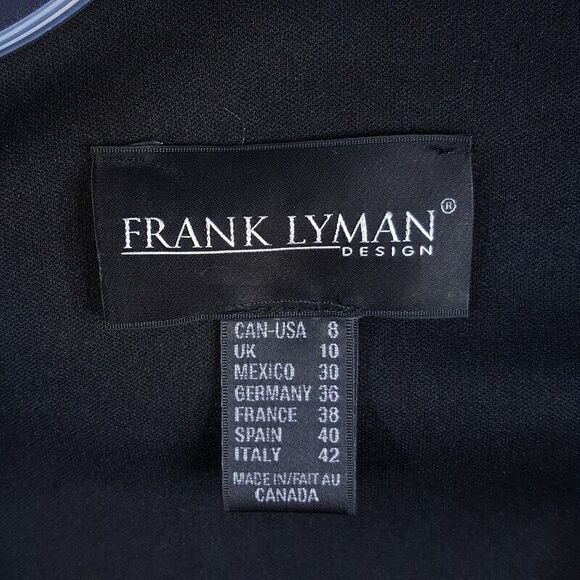 FRANK LYMAN®
DESIGN
CAN-USA 8
UK 10
MEXICO 30
GERMANY 36
FRANCE 38
SPAIN 40
ITALY 42
MADE IN/FAIT AU
CANADA